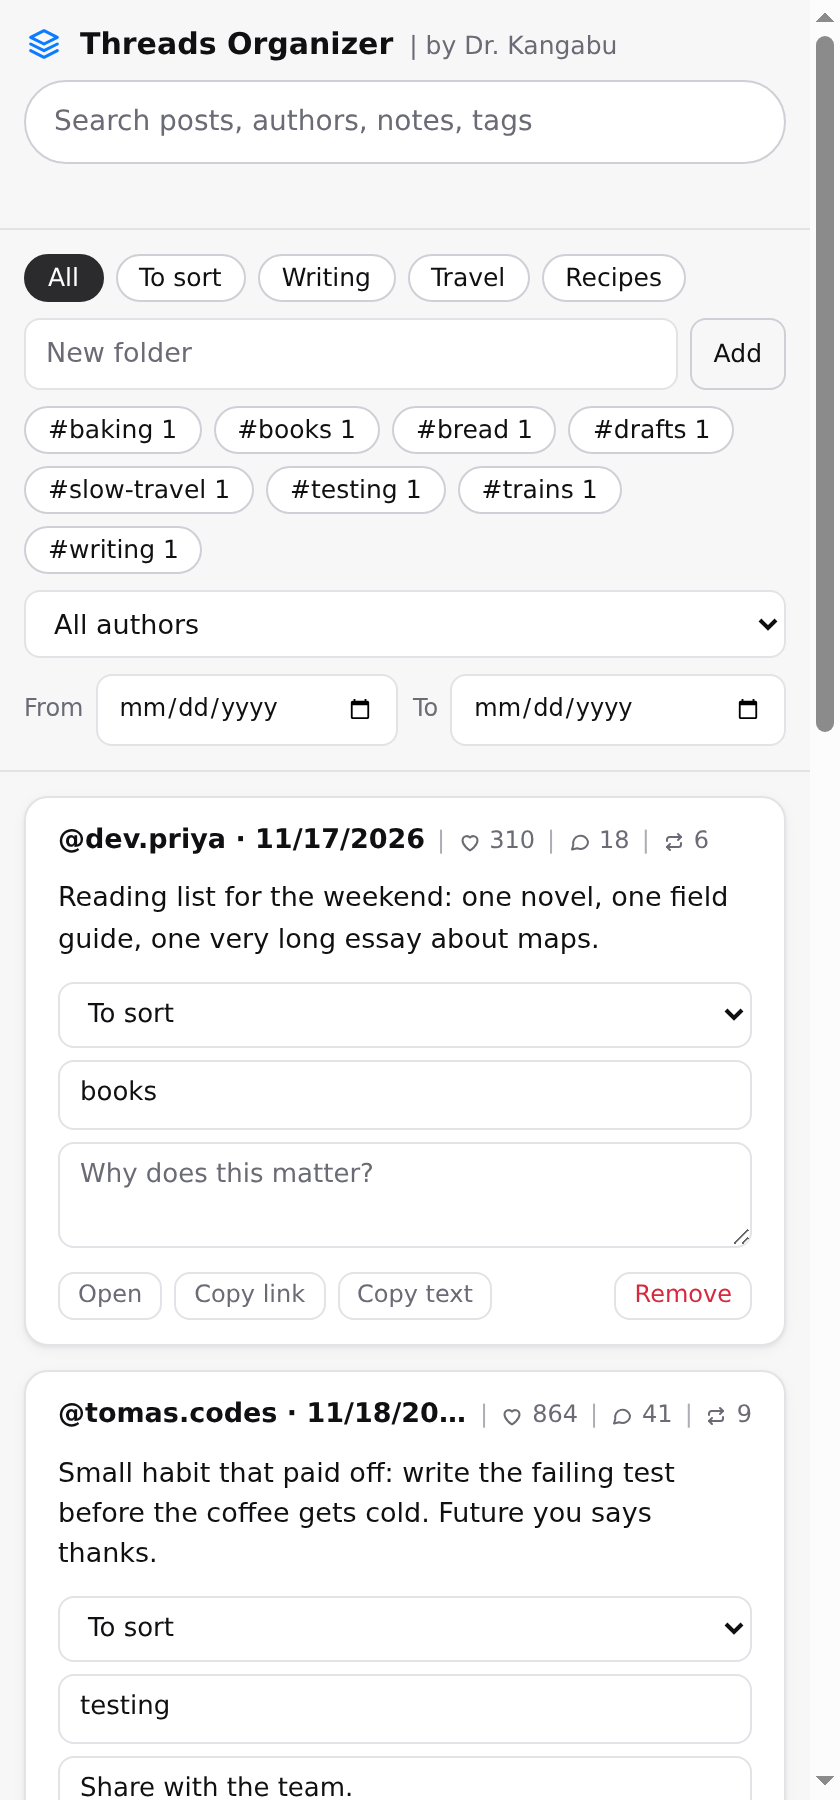 Threads Organizer | by Dr. Kangabu
Search posts, authors, notes, tags
All To sort Writing Travel Recipes
New folder Add
#baking 1 #books 1 #bread 1 #drafts 1
#slow-travel 1 #testing 1 #trains 1
#writing 1
All authors
From mm/dd/yyyy To mm/dd/yyyy
@dev.priya · 11/17/2026 | 310 | 18 | 6
Reading list for the weekend: one novel, one field
guide, one very long essay about maps.
To sort
books
Why does this matter?
Open Copy link Copy text Remove
@tomas.codes · 11/18/20... | 864 | 41 | 9
Small habit that paid off: write the failing test
before the coffee gets cold. Future you says
thanks.
To sort
testing
Share with the team.